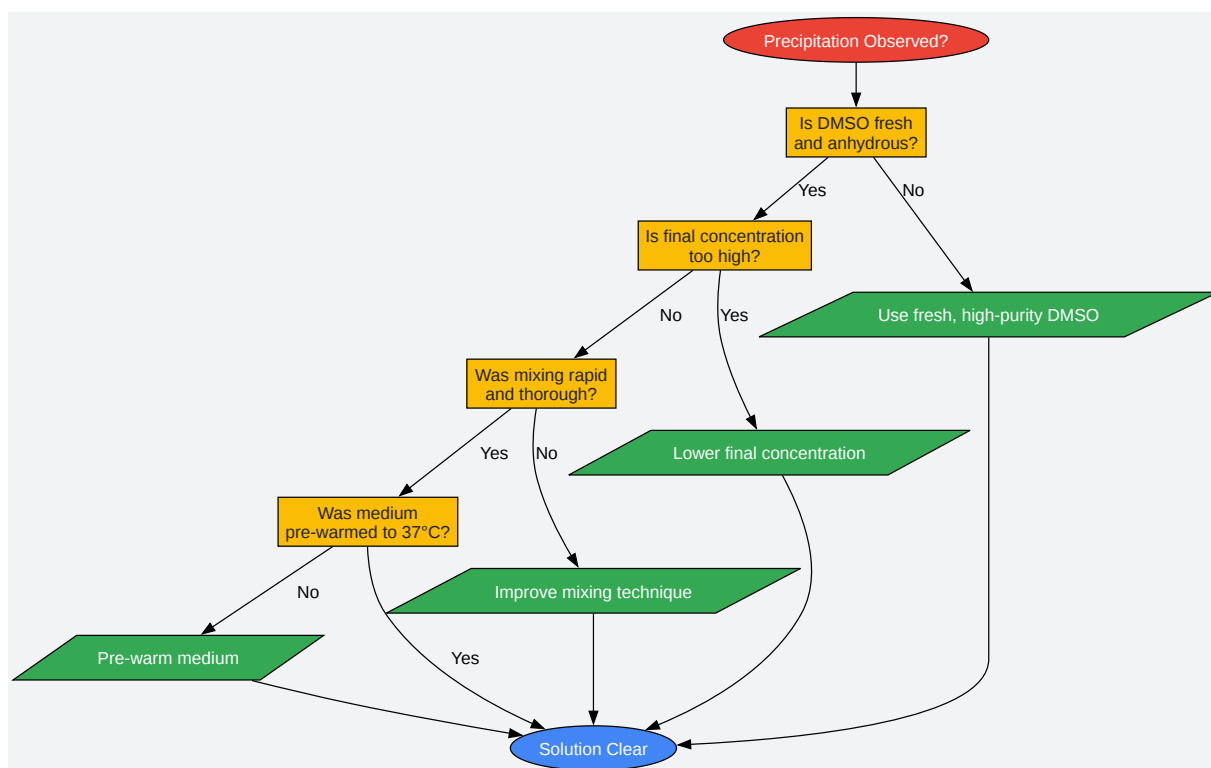 Precipitation Observed?
Is DMSO fresh
and anhydrous?
Yes
No
Is final concentration
too high?
Use fresh, high-purity DMSO
No
Yes
Was mixing rapid
and thorough?
Lower final concentration
Yes
No
Was medium
pre-warmed to 37°C?
Improve mixing technique
No
Pre-warm medium
Yes
Solution Clear